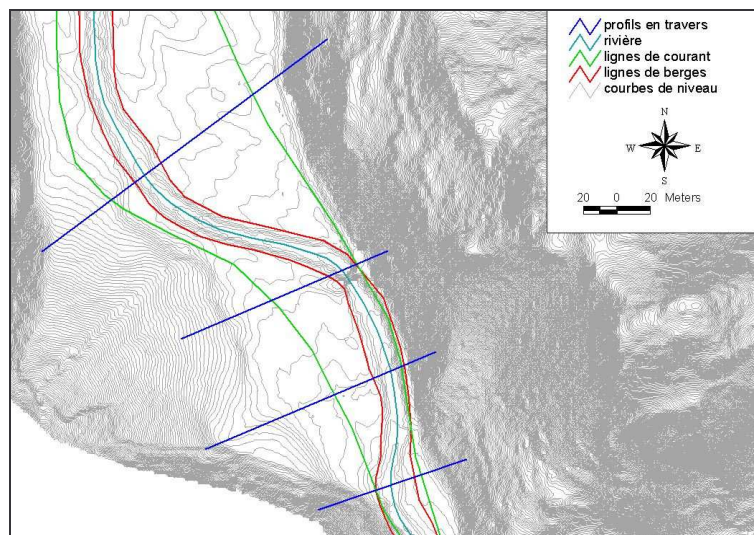 profils en travers
rivière
lignes de courant
lignes de berges
courbes de niveau
N
W E
S
20 0 20 Meters